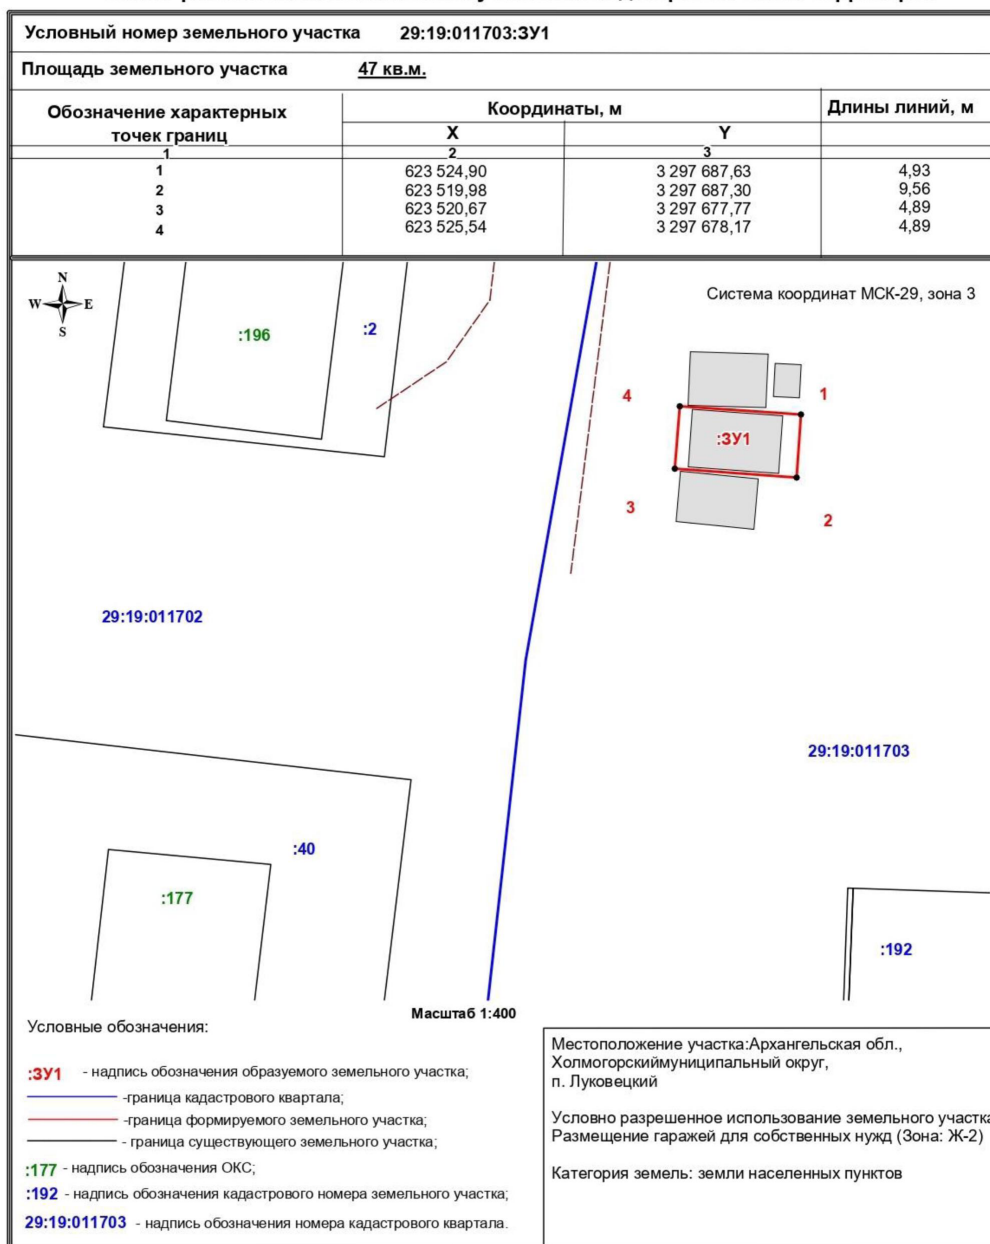 Условный номер земельного участка 29:19:011703:ЗУ1
Площадь земельного участка 47 кв.м.
Обозначение характерных точек границ Координаты, м Длины линий, м
X Y
1 2 3
1 623 524,90 3 297 687,63 4,93
2 623 519,98 3 297 687,30 9,56
3 623 520,67 3 297 677,77 4,89
4 623 525,54 3 297 678,17 4,89
N
W E
S
Система координат МСК-29, зона 3
:196
:2
4
1
:ЗУ1
3
2
29:19:011702
29:19:011703
:40
:177
:192
Масштаб 1:400
Условные обозначения:
:ЗУ1 - надпись обозначения образуемого земельного участка;
-граница кадастрового квартала;
-граница формируемого земельного участка;
- граница существующего земельного участка;
:177 - надпись обозначения ОКС;
:192 - надпись обозначения кадастрового номера земельного участка;
29:19:011703 - надпись обозначения номера кадастрового квартала.
Местоположение участка:Архангельская обл.,
Холмогорскиймуниципальный округ,
п. Луковецкий
Условно разрешенное использование земельного участка
Размещение гаражей для собственных нужд (Зона: Ж-2)
Категория земель: земли населенных пунктов